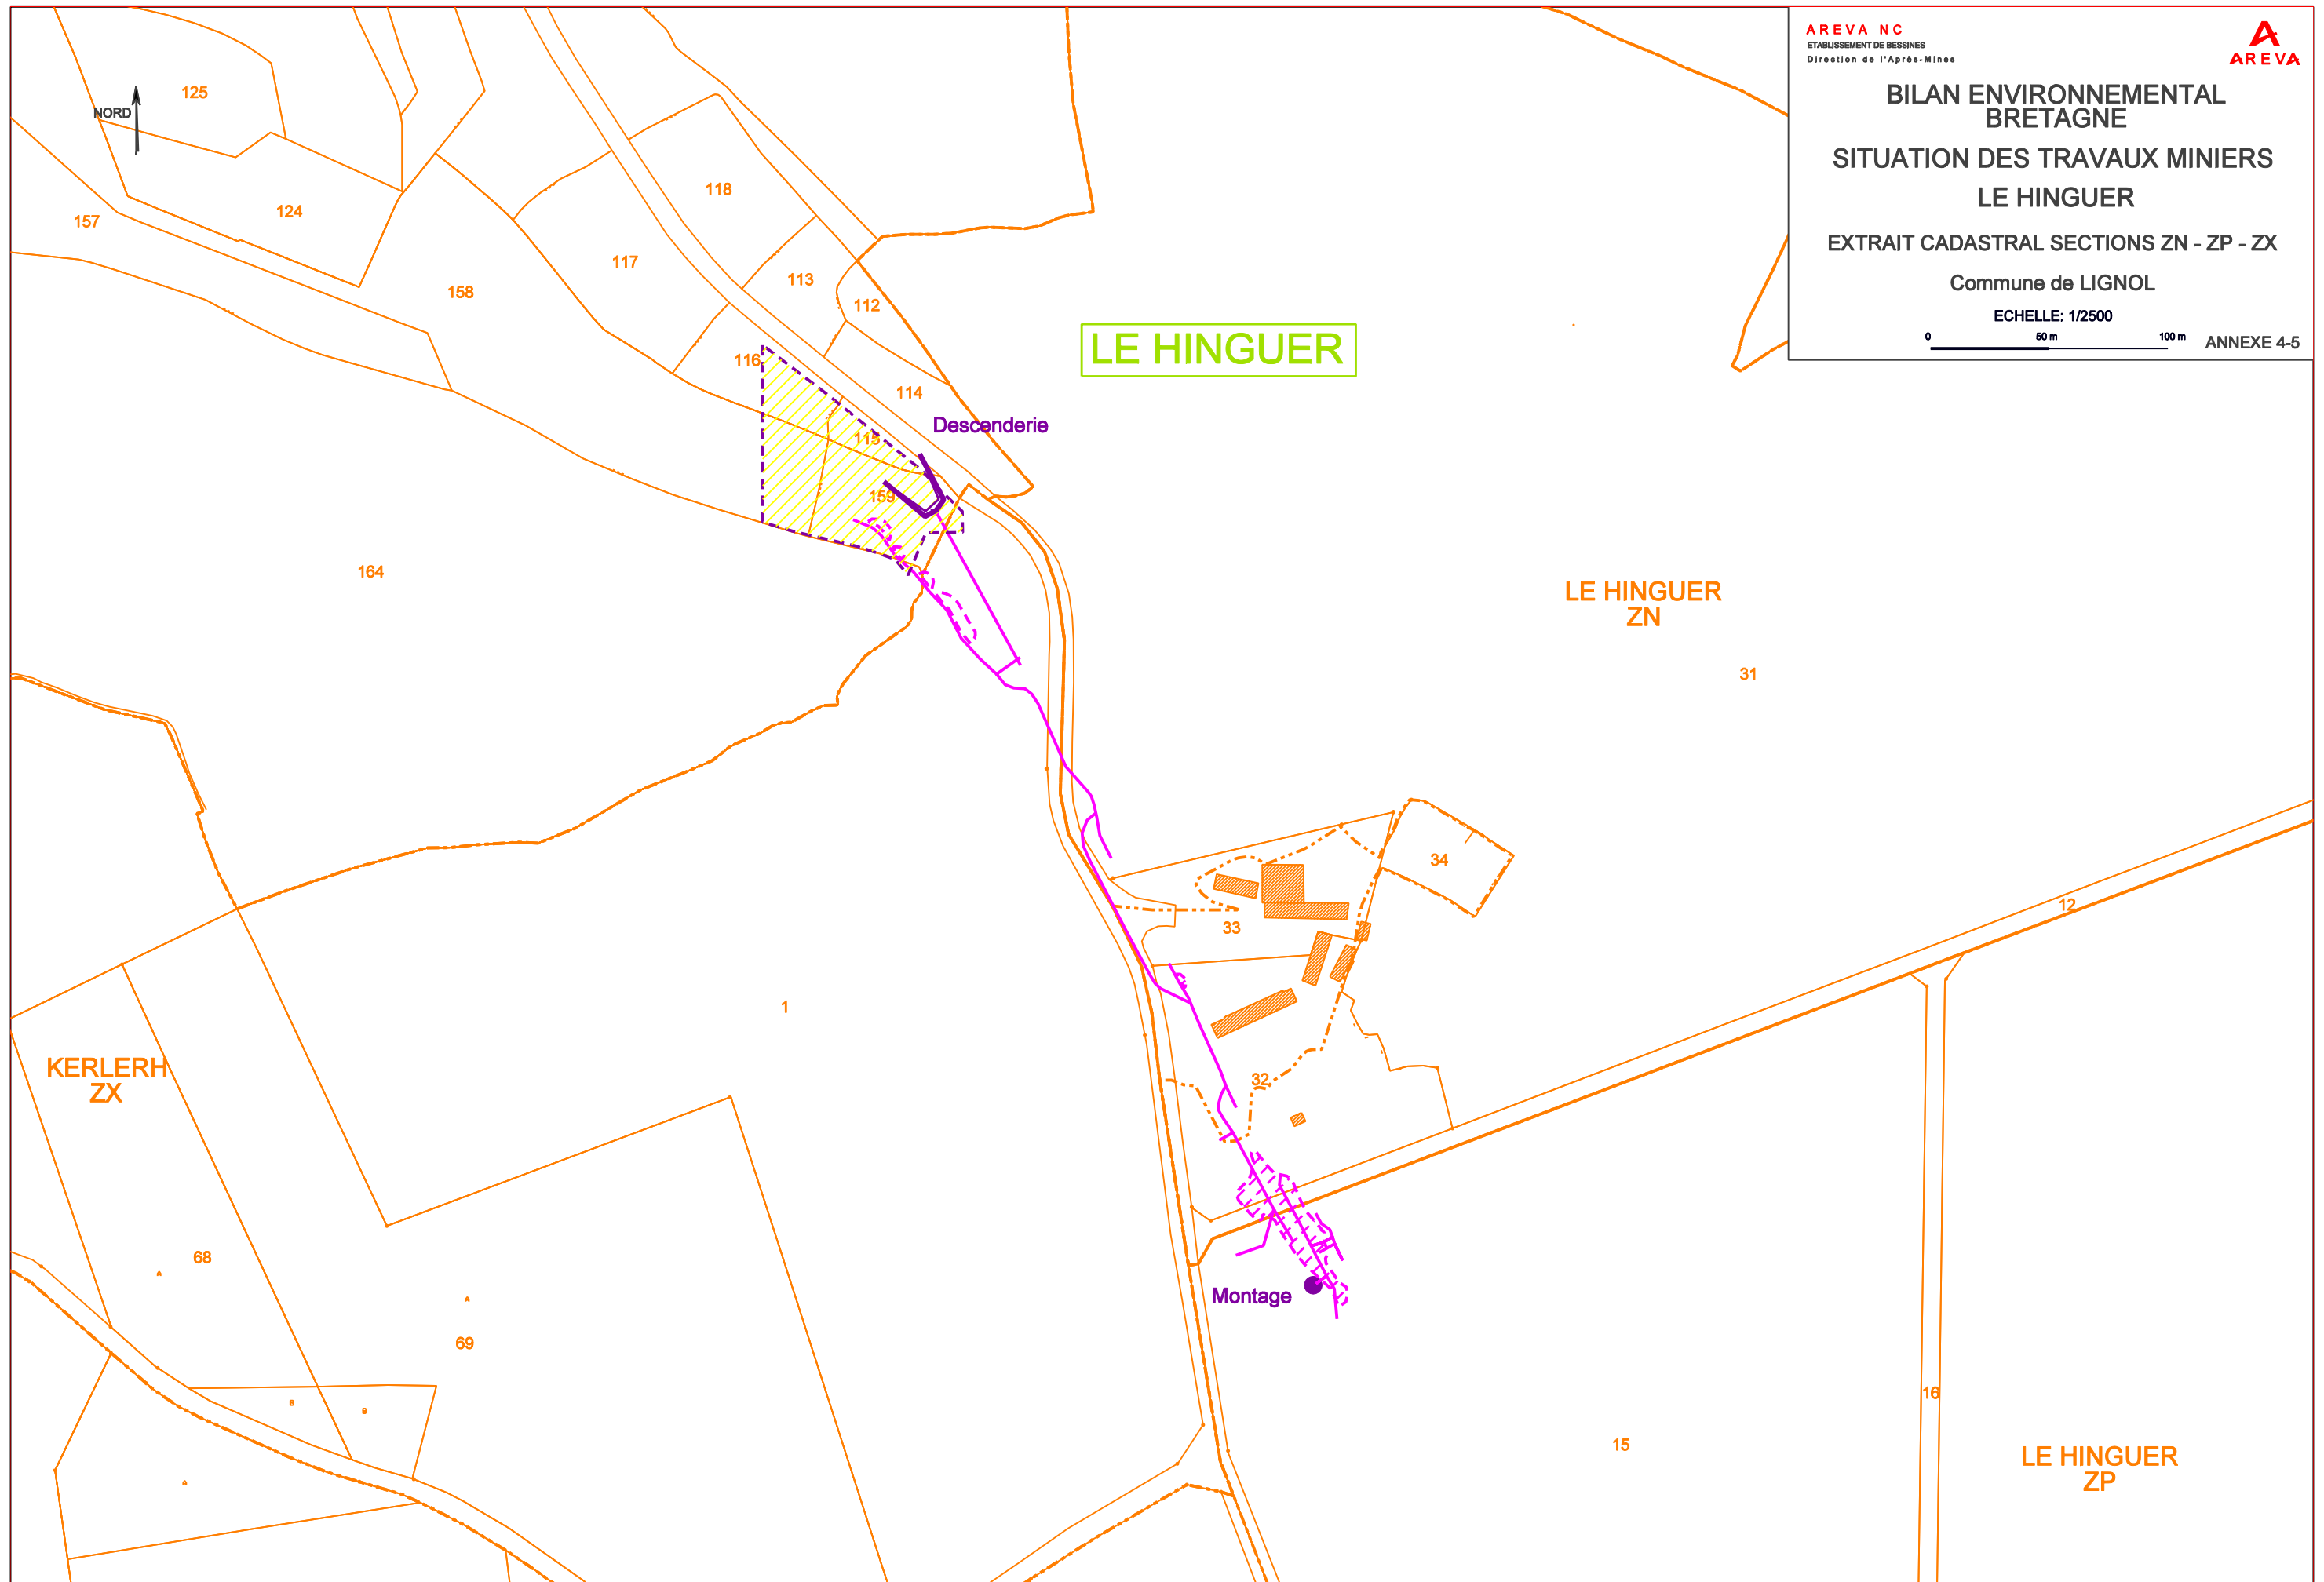 AREVA NC
ETABLISSEMENT DE BESSINES
Direction de l'Après-Mines
AREVA
BILAN ENVIRONNEMENTAL
BRETAGNE
SITUATION DES TRAVAUX MINIERS
LE HINGUER
EXTRAIT CADASTRAL SECTIONS ZN - ZP - ZX
Commune de LIGNOL
ECHELLE: 1/2500
0 50 m 100 m
ANNEXE 4-5
NORD
125
124
157
158
118
117
113
112
116
114
115
159
164
LE HINGUER
Descenderie
LE HINGUER
ZN
31
34
33
12
32
1
KERLERH
ZX
68
A
A
69
B
B
A
Montage
15
16
LE HINGUER
ZP